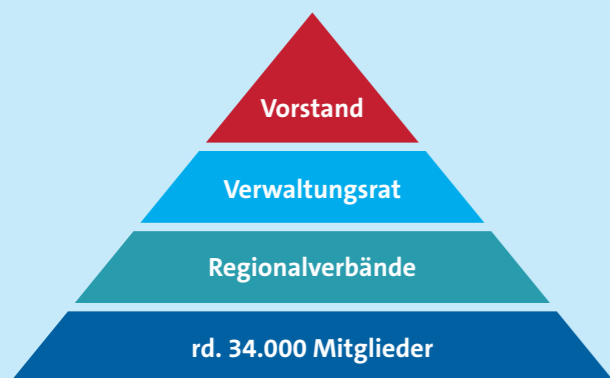 Vorstand
Verwaltungsrat
Regionalverbände
rd. 34.000 Mitglieder